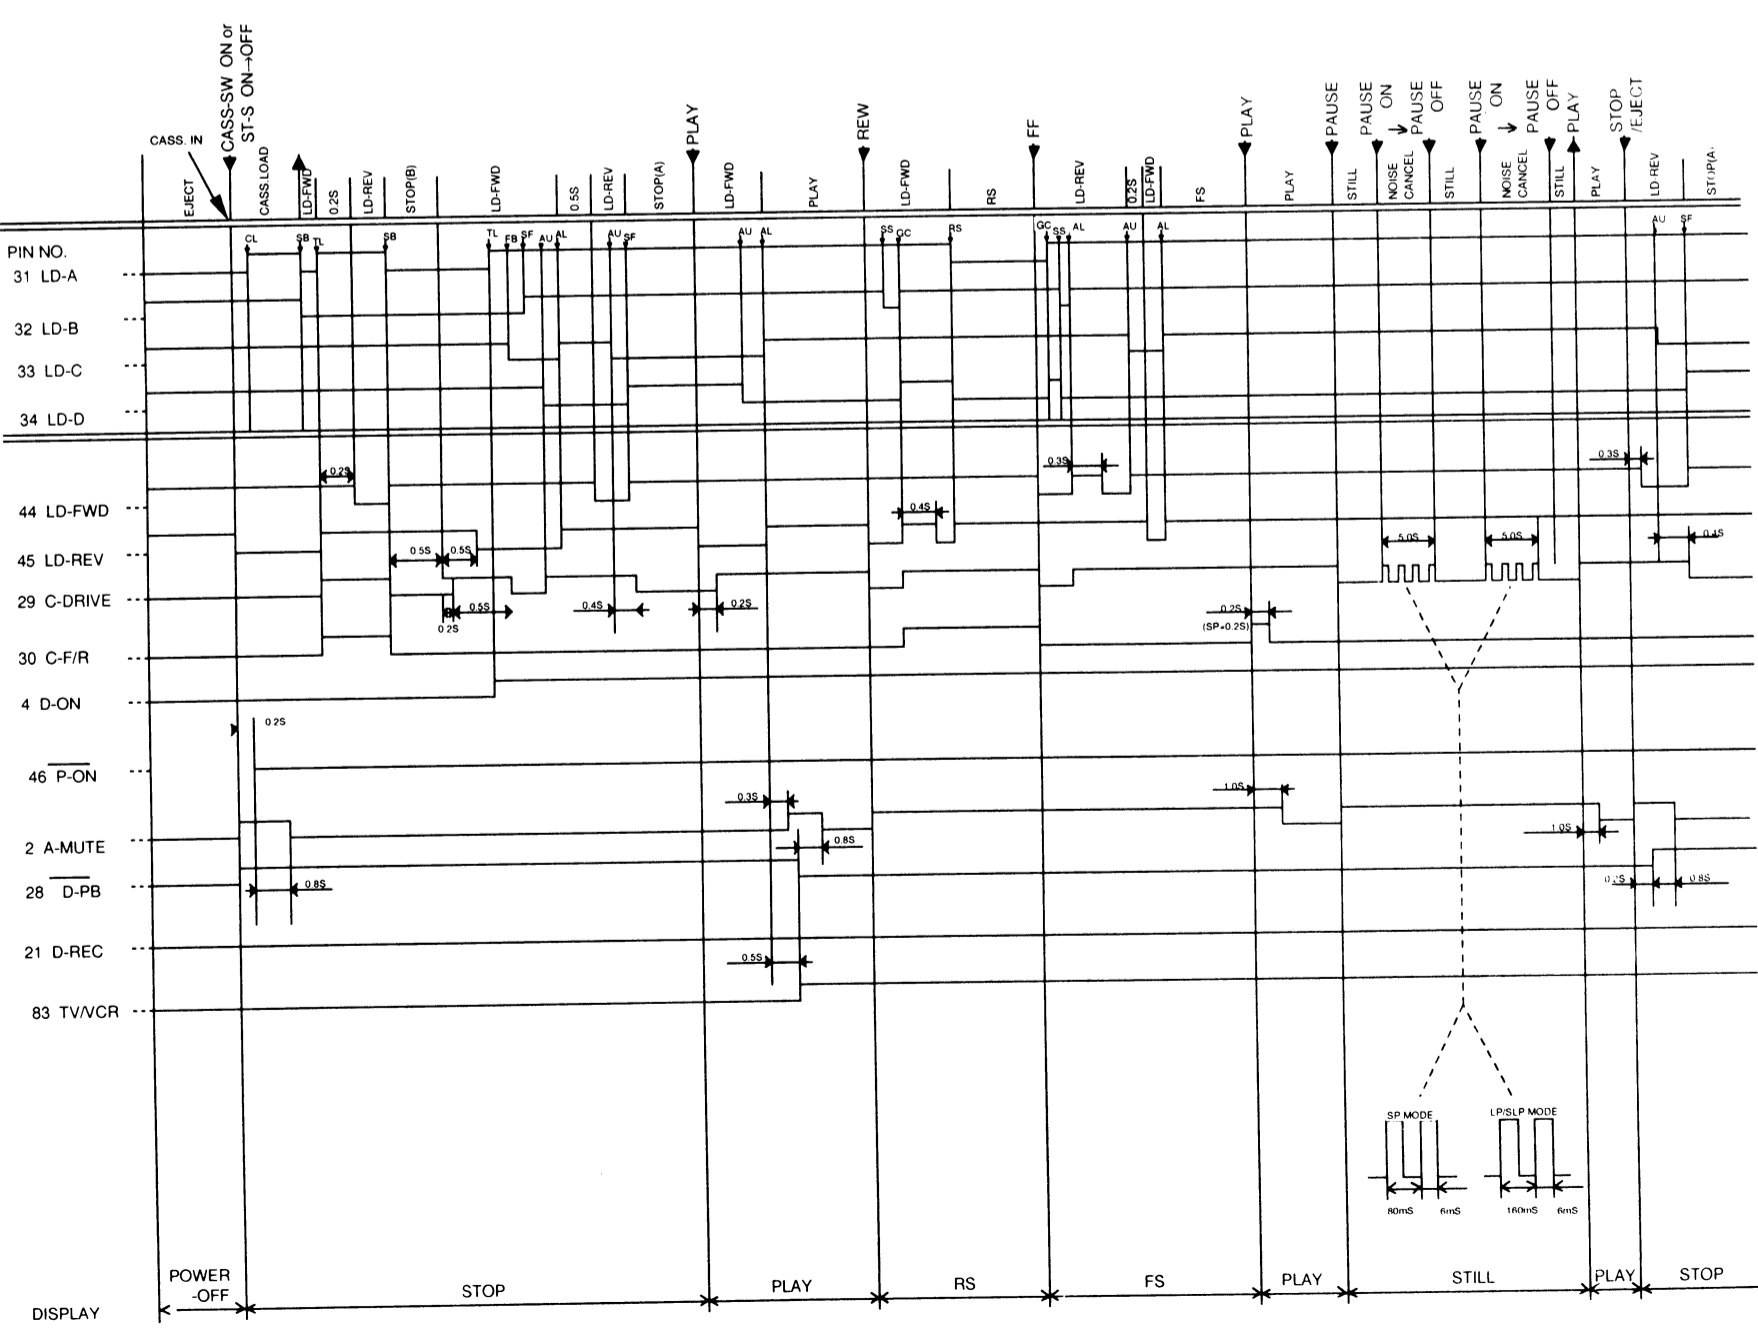 CASS-SW ON or
ST-S ON→OFF
PLAY
REW
FF
PLAY
PAUSE
PAUSE ON
↓
PAUSE OFF
PAUSE ON
↓
PAUSE OFF
PLAY
STOP
/EJECT
CASS. IN
EJECT
CASS.LOAD
LD-FWD
0.2S
LD-REV
STOP(B)
LD-FWD
0.5S
LD-REV
STOP(A)
LD-FWD
PLAY
LD-FWD
RS
LD-REV
0.2S
LD-FWD
FS
PLAY
STILL
NOISE
CANCEL
STILL
NOISE
CANCEL
STILL
PLAY
LD-REV
STOP(A
CL SB TL SB TL FB SF AU AL AU SF AU AL SS GC RS GC SS AL AU AL AU SF
PIN NO.
31 LD-A
32 LD-B
33 LD-C
34 LD-D
0.2S 0.3S 0.3S
44 LD-FWD
0.4S
45 LD-REV
0.5S 0.5S 5.0S 5.0S 0.4S
29 C-DRIVE
0.2S 0.5S 0.4S 0.2S 0.2S
(SP=0.2S)
30 C-F/R
4 D-ON
0.2S
46 P-ON
0.3S 1.0S
2 A-MUTE
0.8S 1.0S
28 D-PB
0.8S 0.8S
21 D-REC
0.5S
83 TV/VCR
SP MODE LP/SLP MODE
80mS 6mS 160mS 6mS
POWER
-OFF
STOP PLAY RS FS PLAY STILL PLAY STOP
DISPLAY